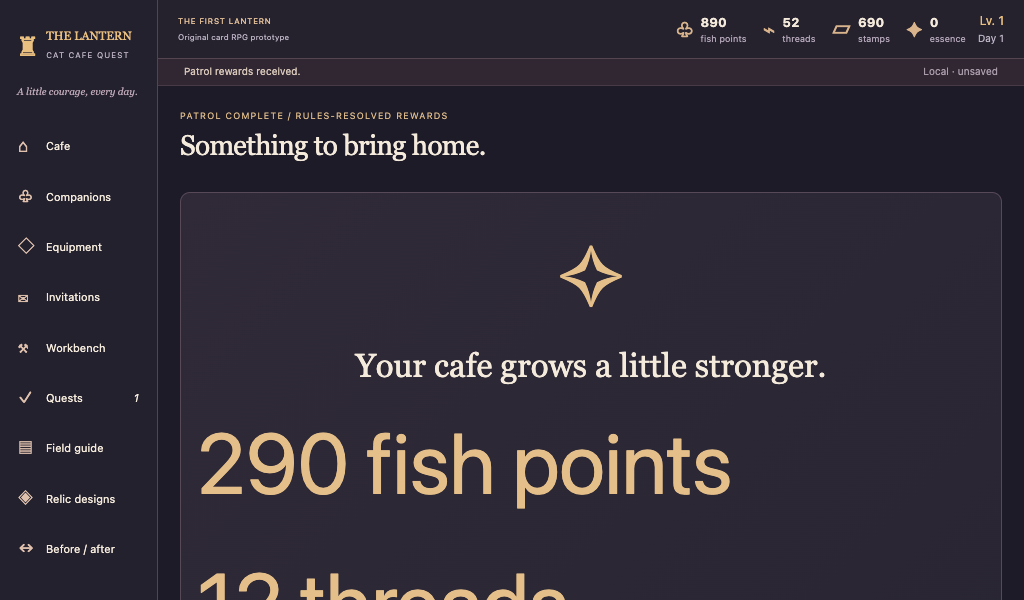 THE LANTERN
CAT CAFE QUEST
A little courage, every day.
Cafe
Companions
Equipment
Invitations
Workbench
Quests 1
Field guide
Relic designs
Before / after
THE FIRST LANTERN
Original card RPG prototype
890 fish points
52 threads
690 stamps
0 essence
Lv. 1
Day 1
Patrol rewards received.
Local · unsaved
PATROL COMPLETE / RULES-RESOLVED REWARDS
Something to bring home.
Your cafe grows a little stronger.
290 fish points
12 threads